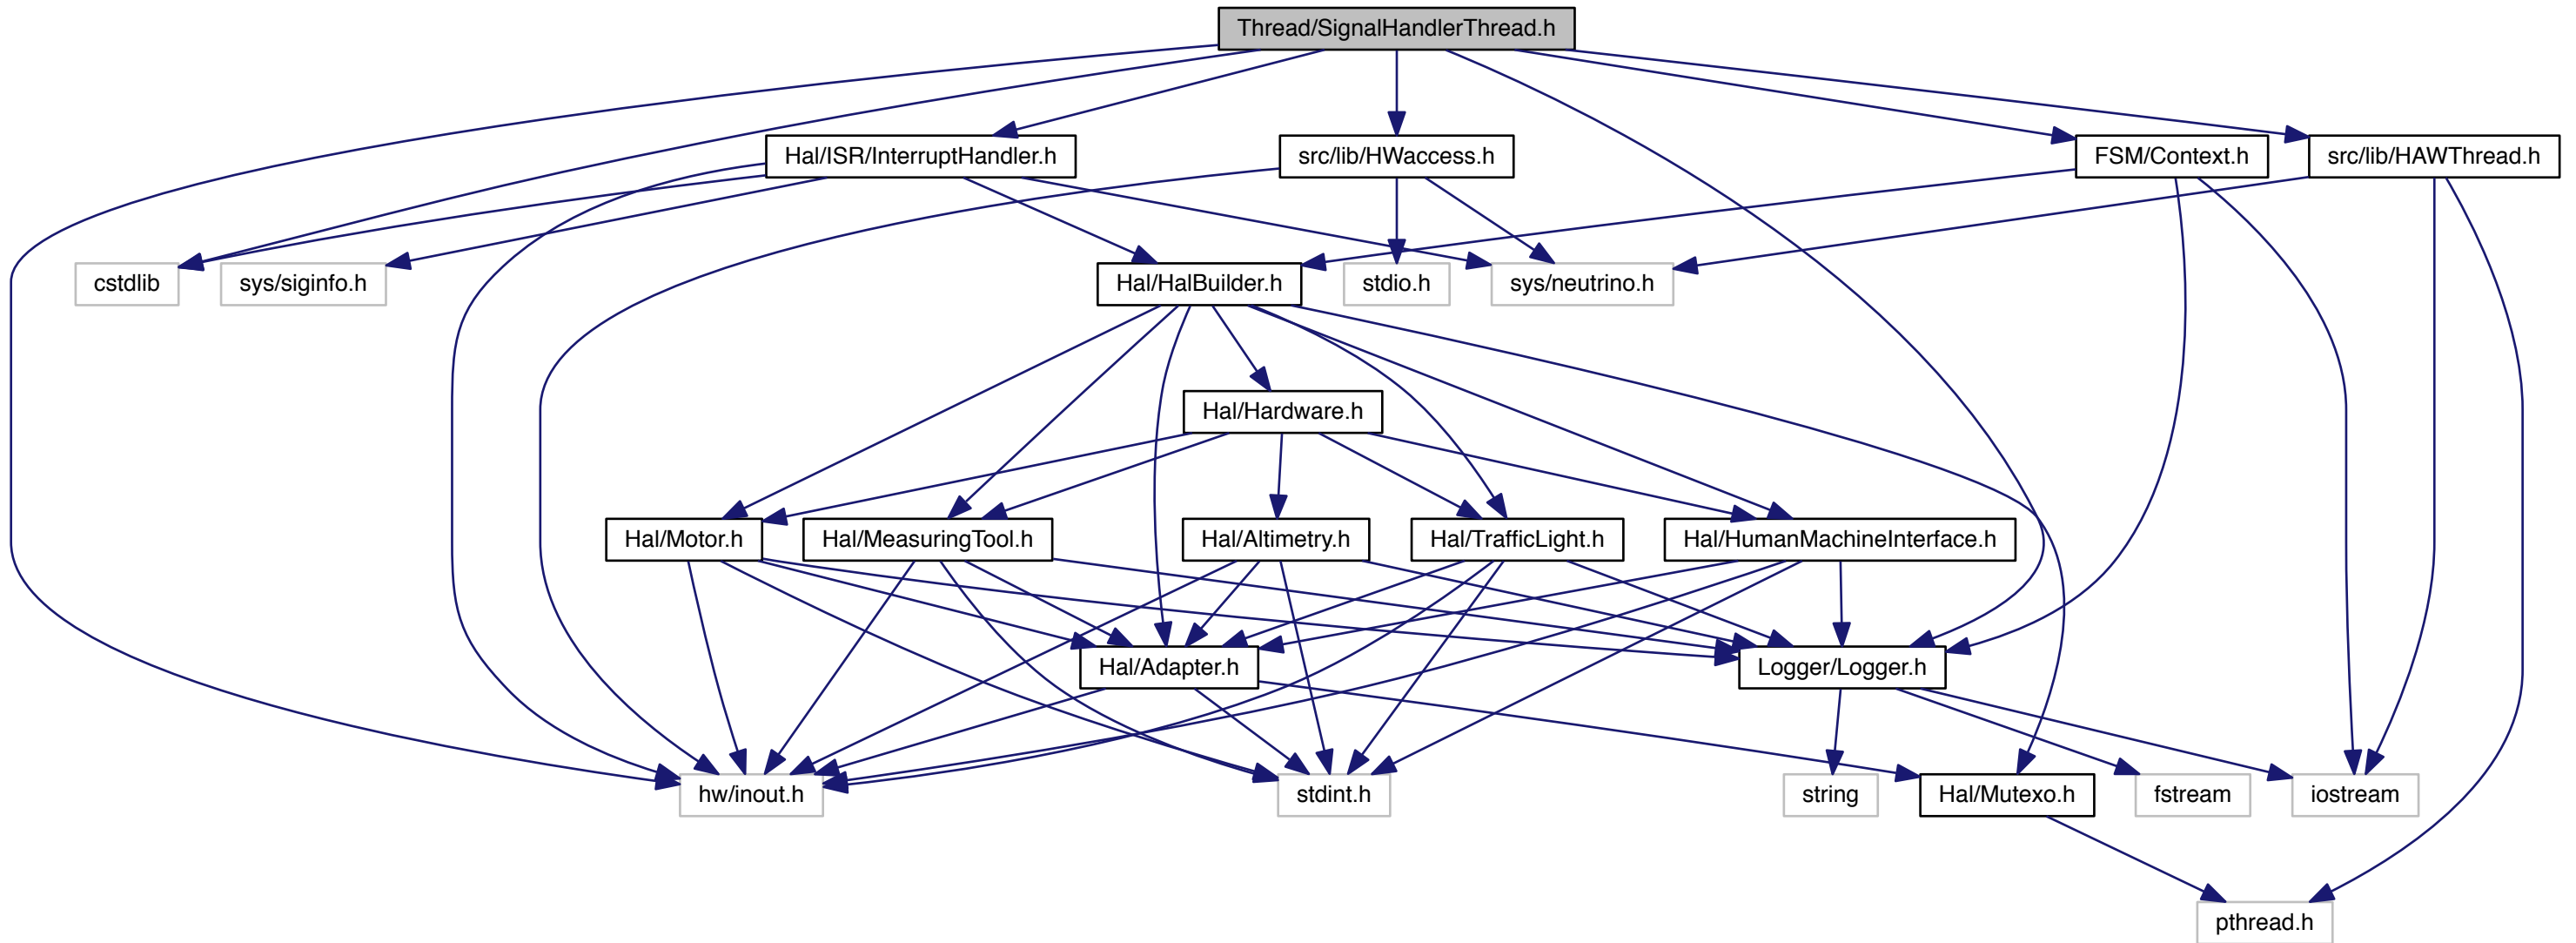 Thread/SignalHandlerThread.h
Hal/ISR/InterruptHandler.h
src/lib/HWaccess.h
FSM/Context.h
src/lib/HAWThread.h
cstdlib
sys/siginfo.h
Hal/HalBuilder.h
stdio.h
sys/neutrino.h
Hal/Hardware.h
Hal/Motor.h
Hal/MeasuringTool.h
Hal/Altimetry.h
Hal/TrafficLight.h
Hal/HumanMachineInterface.h
Hal/Adapter.h
Logger/Logger.h
hw/inout.h
stdint.h
string
Hal/Mutexo.h
fstream
iostream
pthread.h